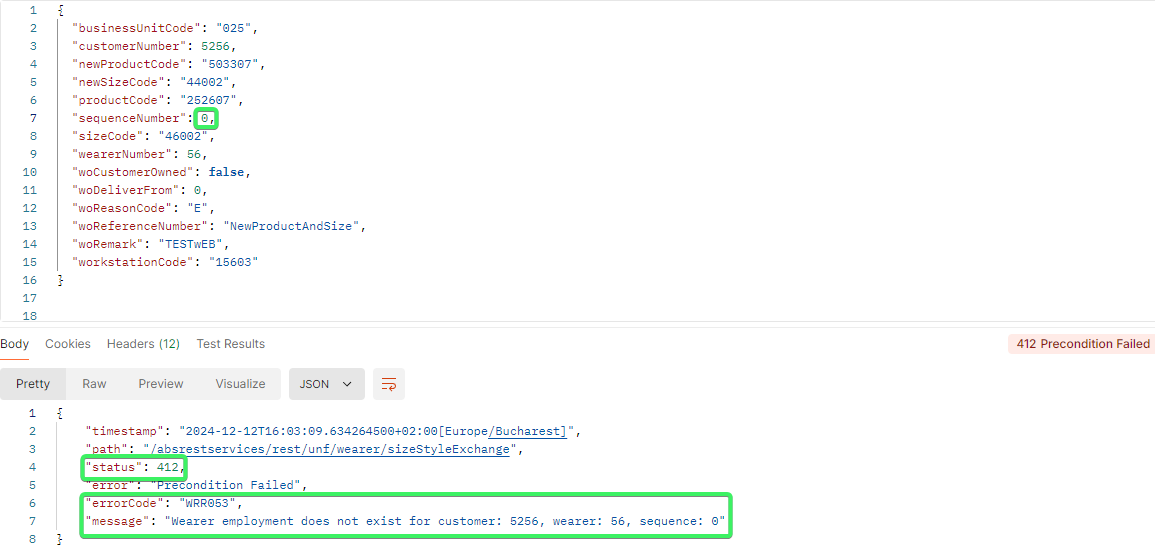 1 {
2 "businessUnitCode": "025",
3 "customerNumber": 5256,
4 "newProductCode": "503307",
5 "newSizeCode": "44002",
6 "productCode": "252607",
7 "sequenceNumber": 0,
8 "sizeCode": "46002",
9 "wearerNumber": 56,
10 "woCustomerOwned": false,
11 "woDeliverFrom": 0,
12 "woReasonCode": "E",
13 "woReferenceNumber": "NewProductAndSize",
14 "woRemark": "TESTwEB",
15 "workstationCode": "15603"
16 }
17
18
Body Cookies Headers (12) Test Results 412 Precondition Failed
Pretty Raw Preview Visualize JSON
1 {
2 "timestamp": "2024-12-12T16:03:09.634264500+02:00[Europe/Bucharest]",
3 "path": "/absrestservices/rest/unf/wearer/sizeStyleExchange",
4 "status": 412,
5 "error": "Precondition Failed",
6 "errorCode": "WRR053",
7 "message": "Wearer employment does not exist for customer: 5256, wearer: 56, sequence: 0"
8 }